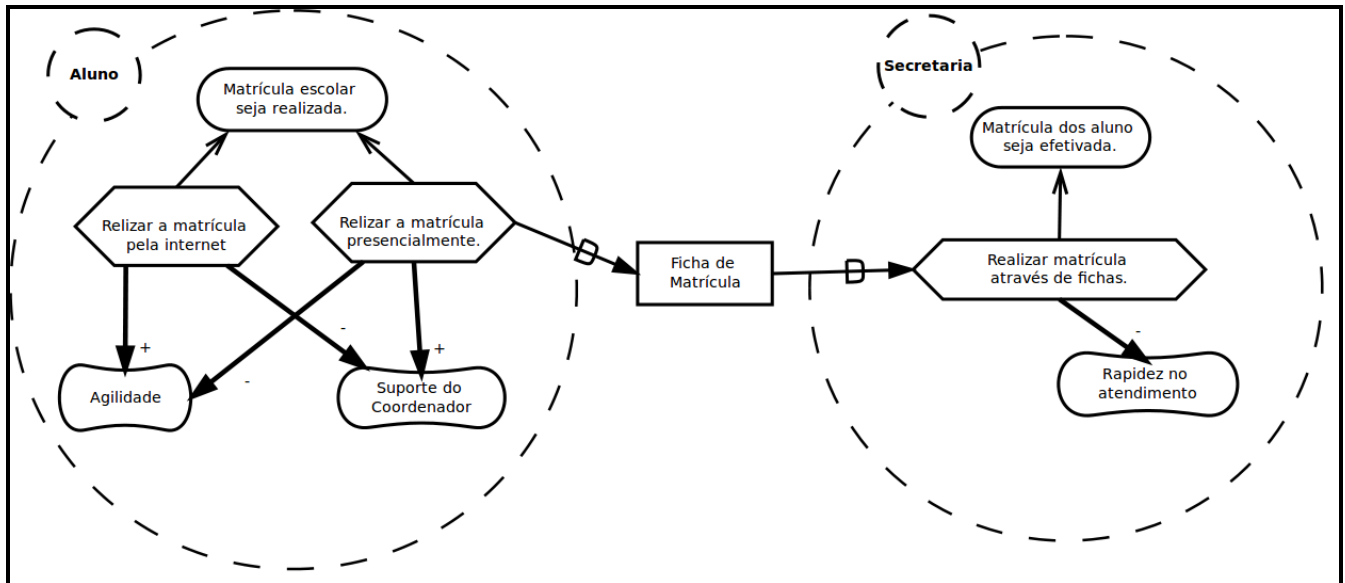 Aluno
Matrícula escolar
seja realizada.
Relizar a matrícula
pela internet
Relizar a matrícula
presencialmente.
+
-
-
+
Agilidade
Suporte do
Coordenador
D
Ficha de
Matrícula
D
Secretaria
Matrícula dos aluno
seja efetivada.
Realizar matrícula
através de fichas.
-
Rapidez no
atendimento